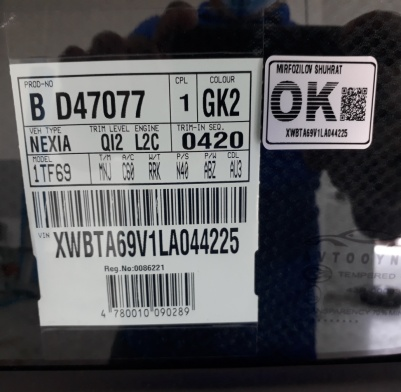 PROD-NO CPL COLOUR
B D47077 1 GK2
VEH TYPE TRIM LEVEL ENGINE TRIM-IN SEQ.
NEXIA QI2 L2C 0420
MODEL T/M A/C W/T P/S P/W CDL
1TF69 MNJ C60 RRK N40 ABZ AU3
VIN XWBTA69V1LA044225
Reg.No:0086221
4 780010 090289
MIRFOZILOV SHUHRAT
OK
XWBTA69V1LA044225
TEMPERED